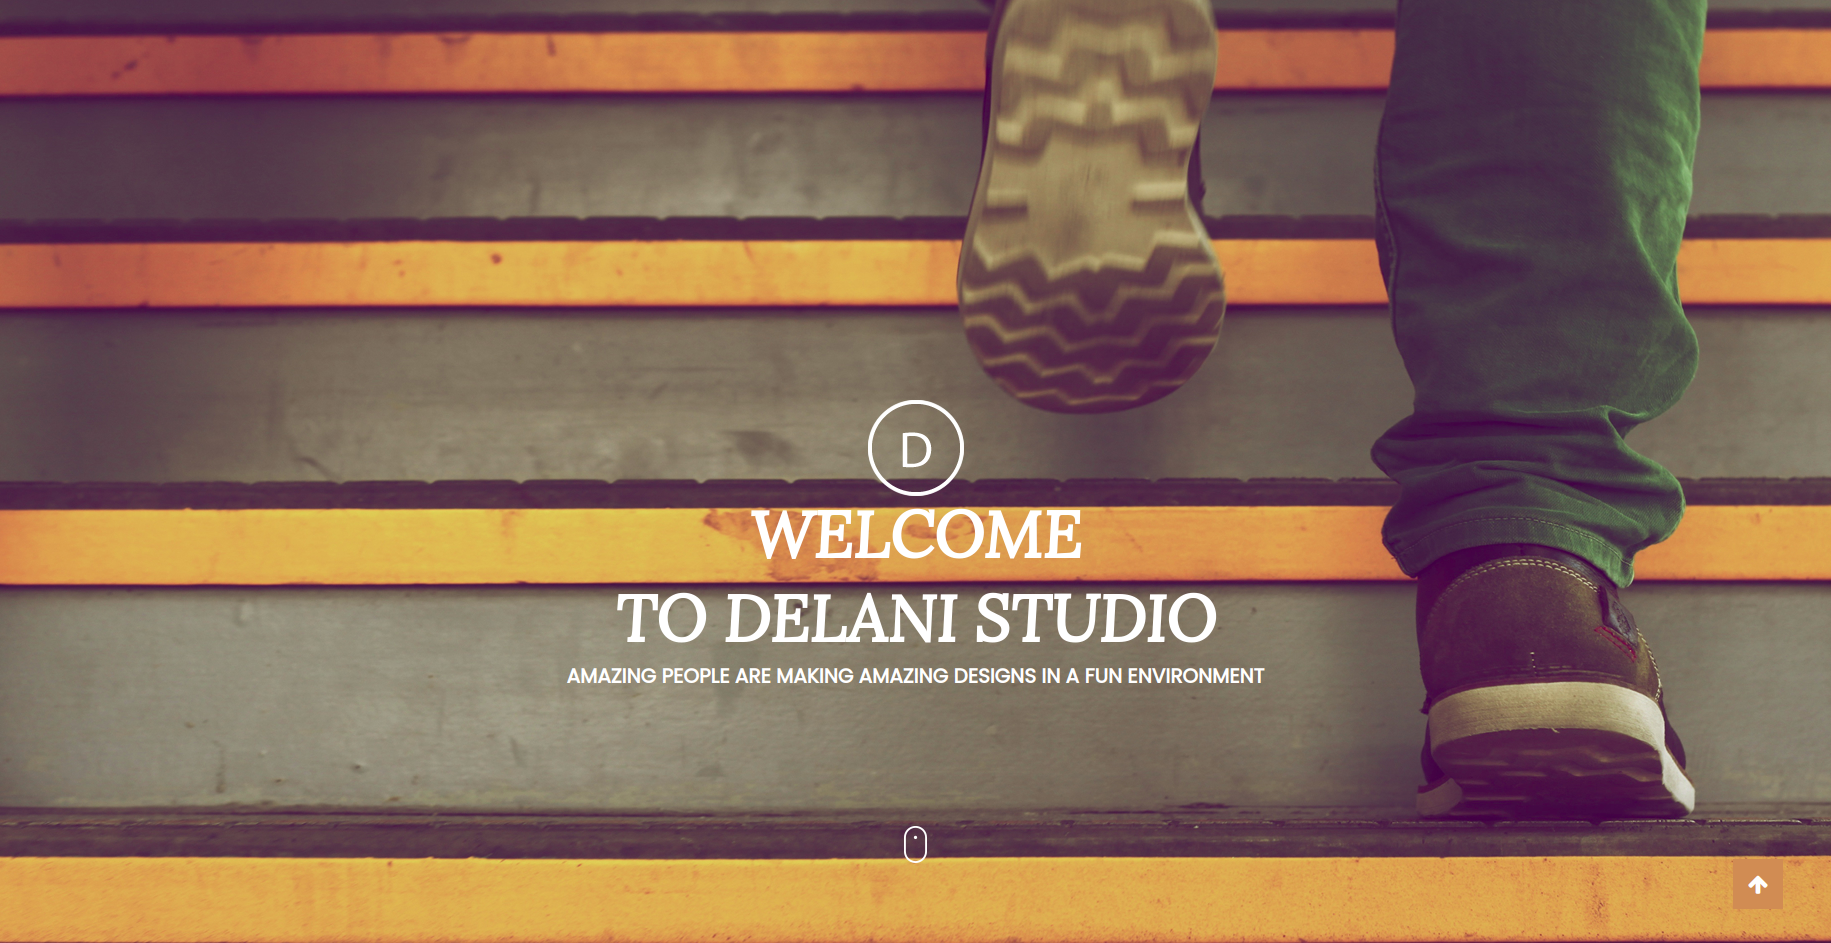 D
WELCOME
TO DELANI STUDIO
AMAZING PEOPLE ARE MAKING AMAZING DESIGNS IN A FUN ENVIRONMENT